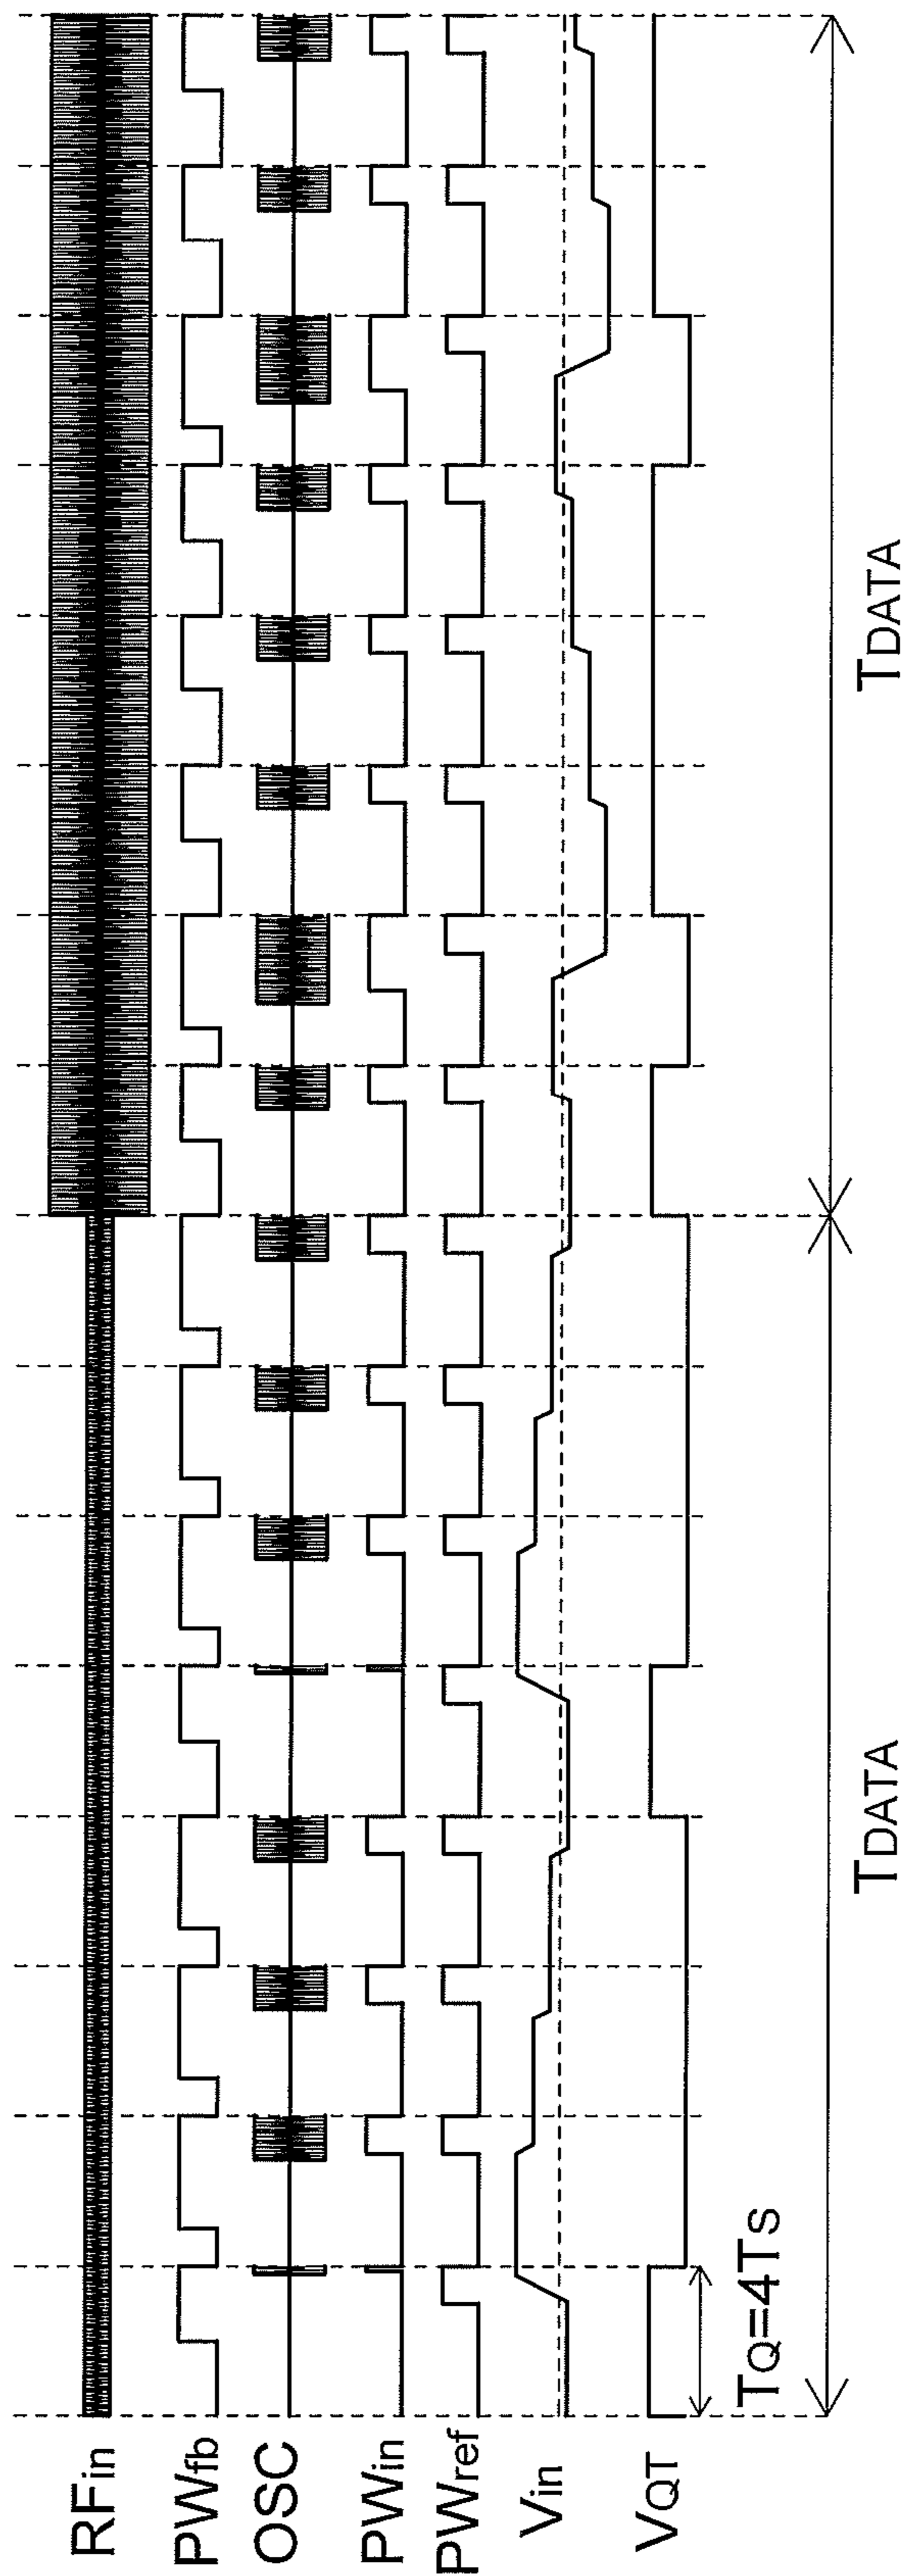 RFin
PWfb
OSC
PWin
PWref
Vin
VQT
TQ=4TS
TDATA
TDATA